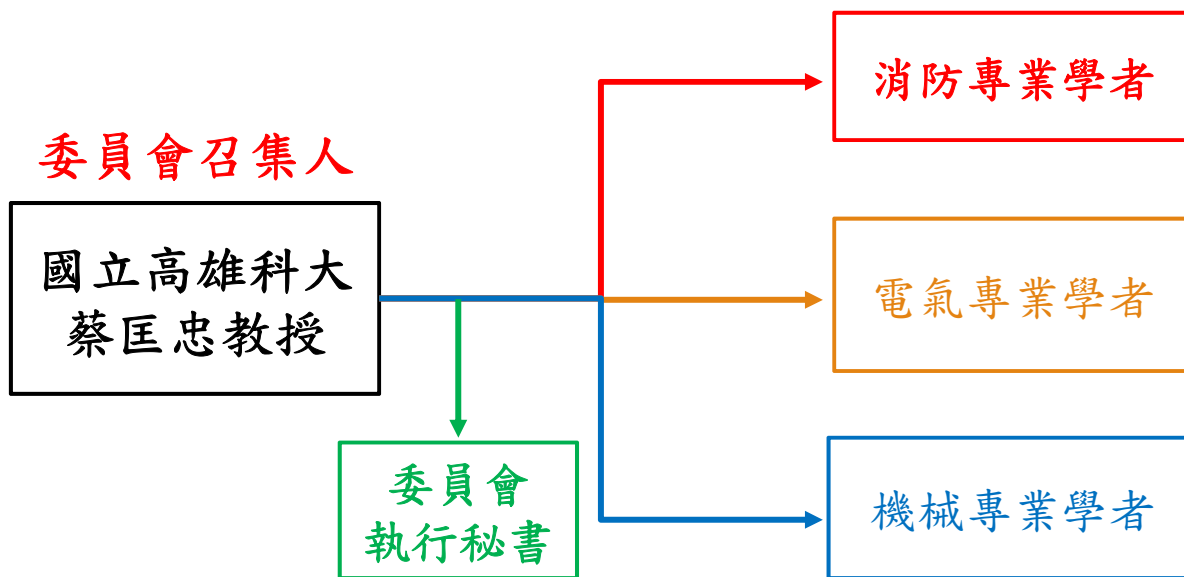 委員會召集人
國立高雄科大
蔡匡忠教授
委員會
執行秘書
消防專業學者
電氣專業學者
機械專業學者